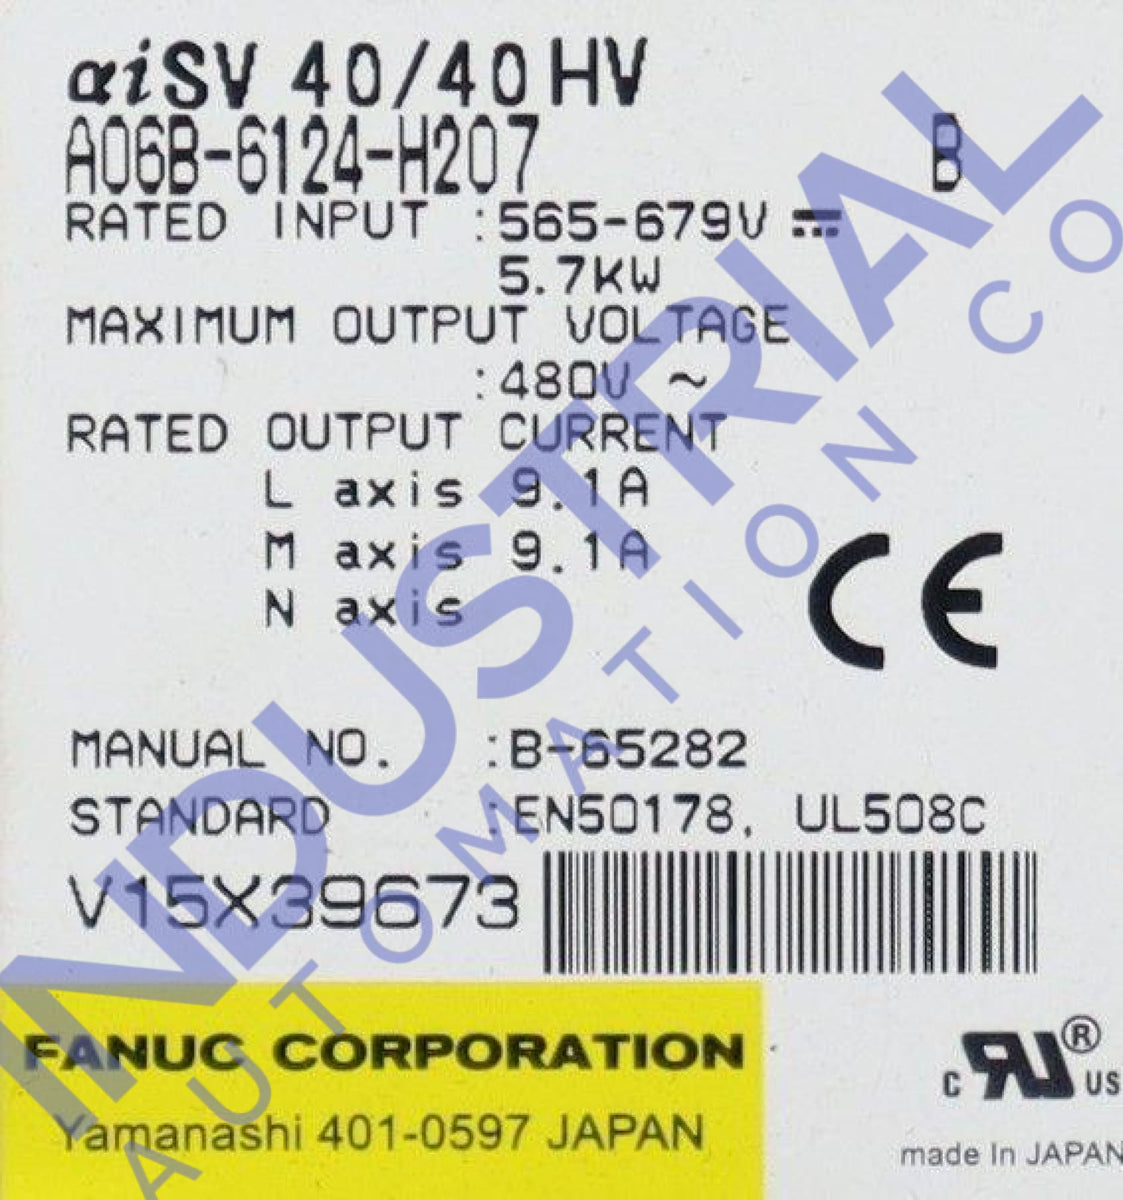 αiSV 40/40HV
A06B-6124-H207 B
RATED INPUT :565-679V ⎓
5.7KW
MAXIMUM OUTPUT VOLTAGE
:480V ~
RATED OUTPUT CURRENT
L axis 9.1A
M axis 9.1A
N axis
CE
MANUAL NO. :B-65282
STANDARD :EN50178, UL508C
V15X39673
FANUC CORPORATION
Yamanashi 401-0597 JAPAN
c RU ® US
made In JAPAN
INDUSTRIAL
AUTOMATION CO